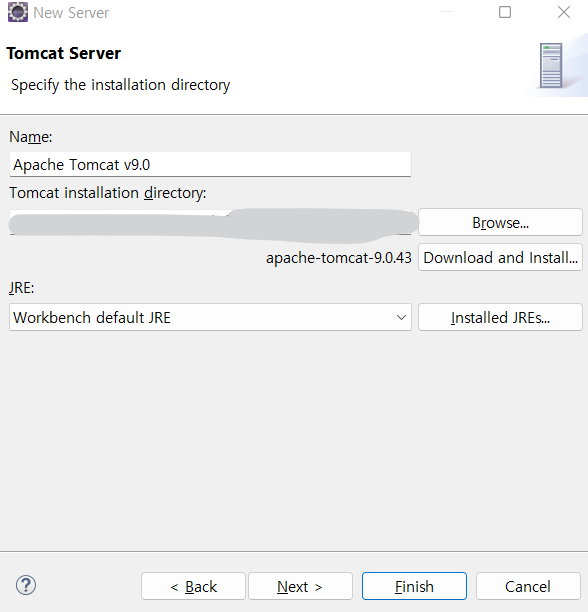 New Server
Tomcat Server
Specify the installation directory
Name:
Apache Tomcat v9.0
Tomcat installation directory:
Browse...
apache-tomcat-9.0.43 Download and Install...
JRE:
Workbench default JRE Installed JREs...
? < Back Next > Finish Cancel